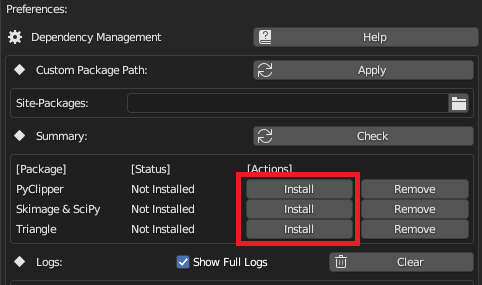 Preferences:
Dependency Management Help
Custom Package Path: Apply
Site-Packages:
Summary: Check
[Package] [Status] [Actions]
PyClipper Not Installed Install Remove
Skimage & SciPy Not Installed Install Remove
Triangle Not Installed Install Remove
Logs: Show Full Logs Clear